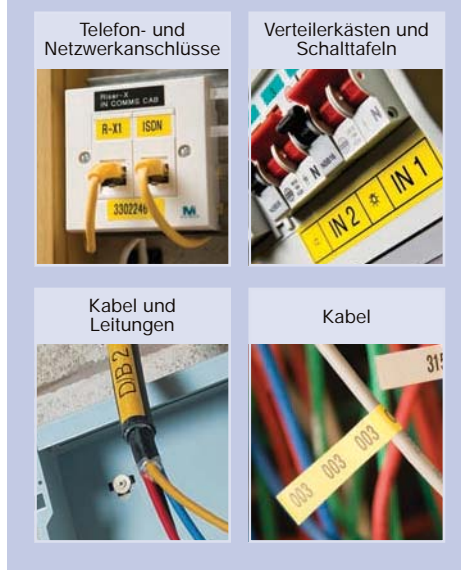 Telefon- und
Netzwerkanschlüsse
Riser-X
IN COMMS CAB
R-X1 ISDN
Verteilerkästen und
Schalttafeln
N
N
IN 2 IN 1
Kabel und
Leitungen
DIB 2
Kabel
315
003 003 003